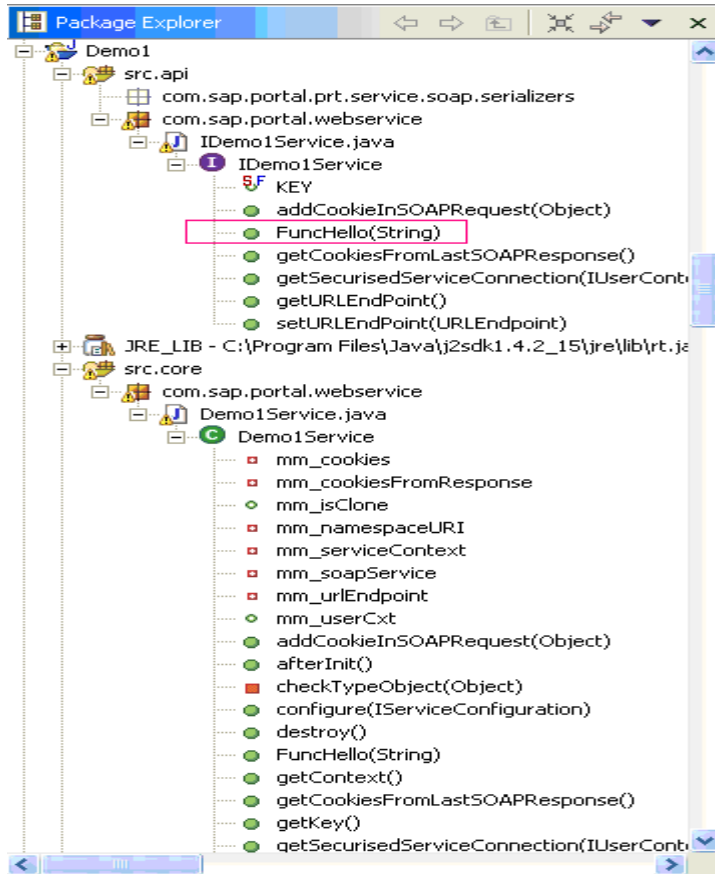 Package Explorer
Demo1
src.api
com.sap.portal.prt.service.soap.serializers
com.sap.portal.webservice
IDemo1Service.java
IDemo1Service
KEY
addCookieInSOAPRequest(Object)
FuncHello(String)
getCookiesFromLastSOAPResponse()
getSecurisedServiceConnection(IUserConte
getURLEndPoint()
setURLEndPoint(URLEndpoint)
JRE_LIB - C:\Program Files\Java\j2sdk1.4.2_15\jre\lib\rt.ja
src.core
com.sap.portal.webservice
Demo1Service.java
Demo1Service
mm_cookies
mm_cookiesFromResponse
mm_isClone
mm_namespaceURI
mm_serviceContext
mm_soapService
mm_urlEndpoint
mm_userCxt
addCookieInSOAPRequest(Object)
afterInit()
checkTypeObject(Object)
configure(IServiceConfiguration)
destroy()
FuncHello(String)
getContext()
getCookiesFromLastSOAPResponse()
getKey()
getSecurisedServiceConnection(IUserConte